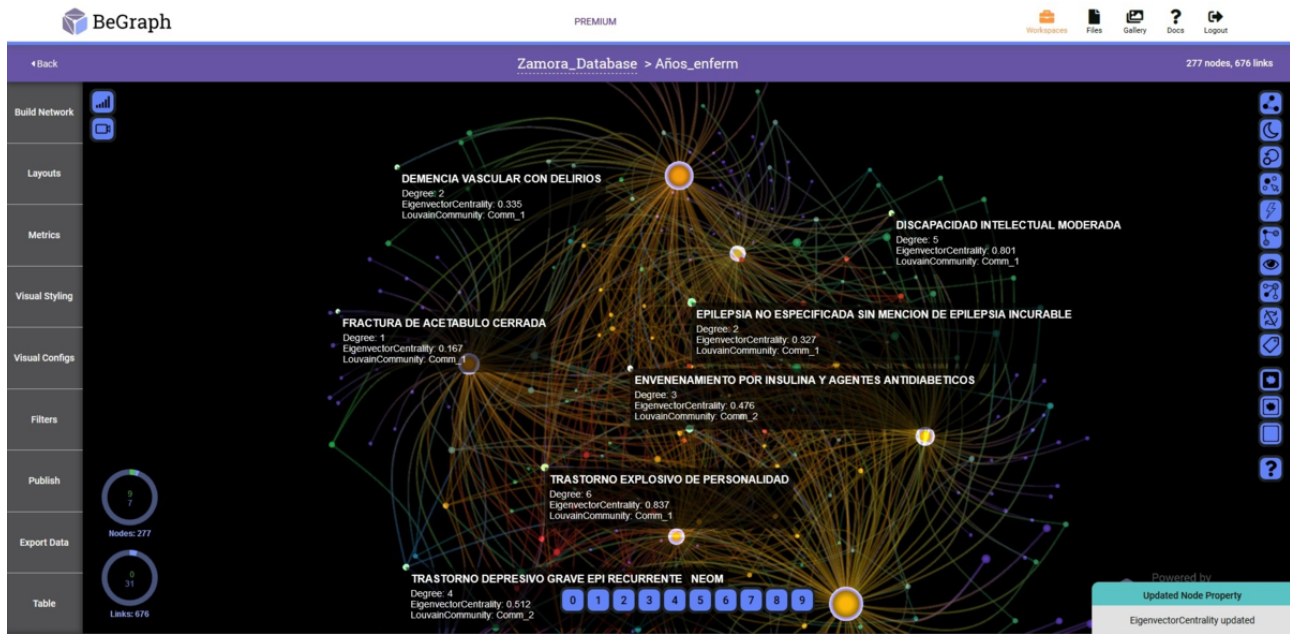 BeGraph
PREMIUM
Workspaces
Files
Gallery
Docs
Logout
Back
Zamora_Database > Años_enferm
277 nodes, 676 links
Build Network
Layouts
Metrics
Visual Styling
Visual Configs
Filters
Publish
Export Data
Table
DEMENCIA VASCULAR CON DELIRIOS
Degree: 2
EigenvectorCentrality: 0.335
LouvainCommunity: Comm_1
DISCAPACIDAD INTELECTUAL MODERADA
Degree: 5
EigenvectorCentrality: 0.801
LouvainCommunity: Comm_1
EPILEPSIA NO ESPECIFICADA SIN MENCION DE EPILEPSIA INCURABLE
Degree: 2
EigenvectorCentrality: 0.327
LouvainCommunity: Comm_1
FRACTURA DE ACETABULO CERRADA
Degree: 1
EigenvectorCentrality: 0.167
LouvainCommunity: Comm_1
ENVENENAMIENTO POR INSULINA Y AGENTES ANTIDIABETICOS
Degree: 3
EigenvectorCentrality: 0.476
LouvainCommunity: Comm_2
TRASTORNO EXPLOSIVO DE PERSONALIDAD
Degree: 6
EigenvectorCentrality: 0.837
LouvainCommunity: Comm_1
TRASTORNO DEPRESIVO GRAVE EPI RECURRENTE NEOM
Degree: 4
EigenvectorCentrality: 0.512
LouvainCommunity: Comm_2
9
7
Nodes: 277
0
31
Links: 676
0 1 2 3 4 5 6 7 8 9
?
Powered by
Updated Node Property
EigenvectorCentrality updated